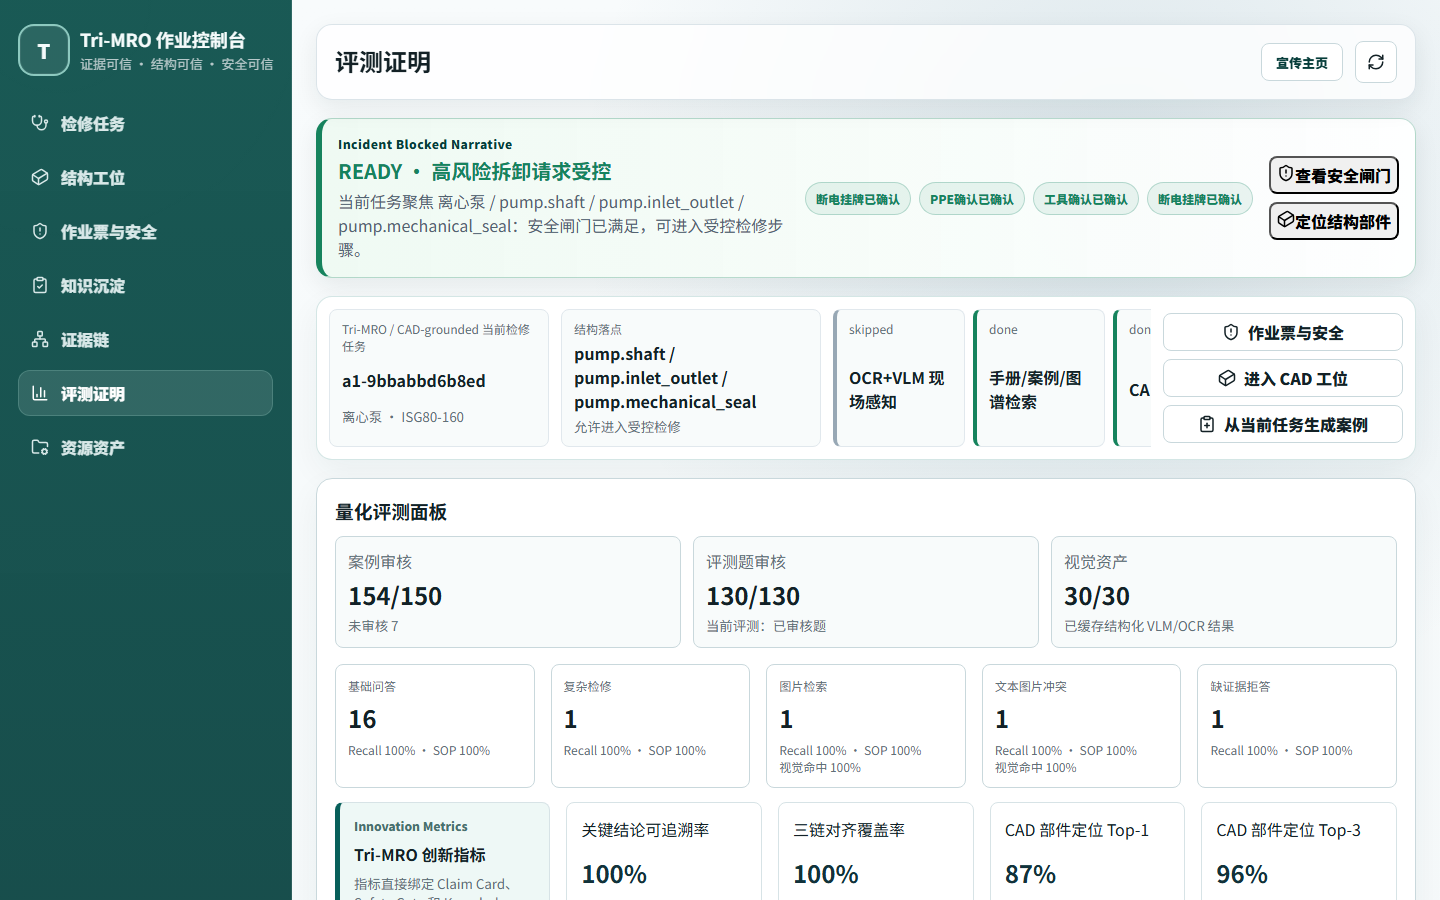 T
Tri-MRO 作业控制台
证据可信 · 结构可信 · 安全可信
检修任务
结构工位
作业票与安全
知识沉淀
证据链
评测证明
资源资产
评测证明
宣传主页
Incident Blocked Narrative
READY · 高风险拆卸请求受控
当前任务聚焦 离心泵 / pump.shaft / pump.inlet_outlet /
pump.mechanical_seal：安全闸门已满足，可进入受控检修步
骤。
断电挂牌已确认
PPE确认已确认
工具确认已确认
断电挂牌已确认
查看安全闸门
定位结构部件
Tri-MRO / CAD-grounded 当前检修
任务
a1-9bbabbd6b8ed
离心泵 · ISG80-160
结构落点
pump.shaft /
pump.inlet_outlet /
pump.mechanical_seal
允许进入受控检修
skipped
OCR+VLM 现
场感知
done
手册/案例/图
谱检索
don
CA
作业票与安全
进入 CAD 工位
从当前任务生成案例
量化评测面板
案例审核
154/150
未审核 7
评测题审核
130/130
当前评测：已审核题
视觉资产
30/30
已缓存结构化 VLM/OCR 结果
基础问答
16
Recall 100% · SOP 100%
复杂检修
1
Recall 100% · SOP 100%
图片检索
1
Recall 100% · SOP 100%
视觉命中 100%
文本图片冲突
1
Recall 100% · SOP 100%
视觉命中 100%
缺证据拒答
1
Recall 100% · SOP 100%
Innovation Metrics
Tri-MRO 创新指标
指标直接绑定 Claim Card、
关键结论可追溯率
100%
三链对齐覆盖率
100%
CAD 部件定位 Top-1
87%
CAD 部件定位 Top-3
96%